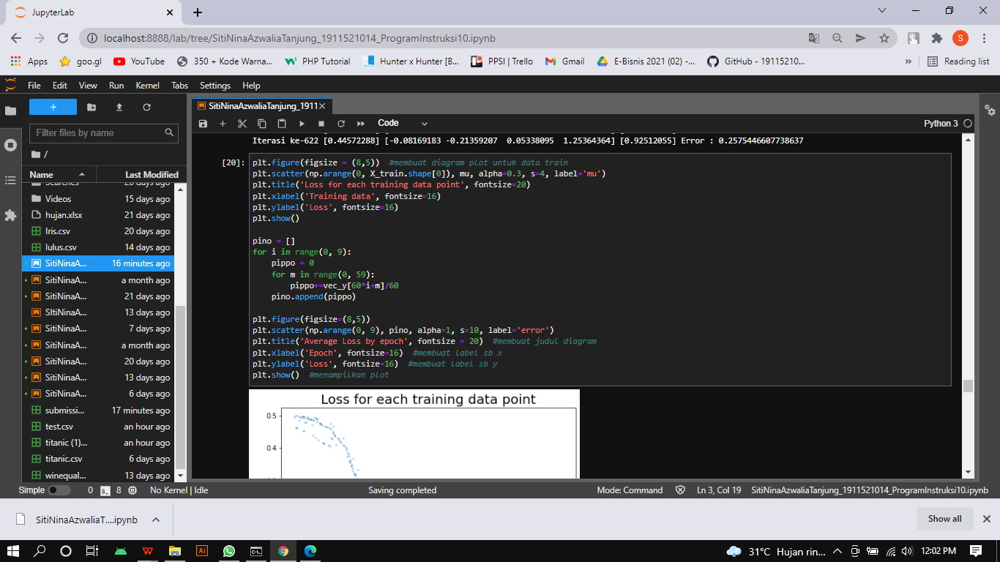 JupyterLab
localhost:8888/lab/tree/SitiNinaAzwaliaTanjung_1911521014_ProgramInstruksi10.ipynb
S
Apps goo.gl YouTube 350 + Kode Warna... PHP Tutorial Hunter x Hunter [B... PPSI | Trello Gmail E-Bisnis 2021 (02) -... GitHub - 19115210... » Reading list
File Edit View Run Kernel Tabs Settings Help
SitiNinaAzwaliaTanjung_1911
Code
Python 3
Filter files by name
/
Name Last Modified
Searches 20 days ago
Videos 15 days ago
hujan.xlsx 21 days ago
Iris.csv 20 days ago
lulus.csv 14 days ago
SitiNinaA... 16 minutes ago
SitiNinaA... a month ago
SitiNinaA... 21 days ago
SItiNinaA... 13 days ago
SitiNinaA... 7 days ago
SitiNinaA... a month ago
SitiNinaA... 20 days ago
SitiNinaA... 13 days ago
SitiNinaA... 6 days ago
submissi... 17 minutes ago
test.csv an hour ago
titanic (1)... an hour ago
titanic.csv 6 days ago
winequal... 13 days ago
Iterasi ke-622 [0.44572288] [-0.08169183 -0.21359207 0.05338095 1.25364364] [0.92512055] Error : 0.2575446607738637
[20]: plt.figure(figsize = (8,5)) #membuat diagram plot untuk data train
plt.scatter(np.arange(0, X_train.shape[0]), mu, alpha=0.3, s=4, label='mu')
plt.title('Loss for each training data point', fontsize=20)
plt.xlabel('Training data', fontsize=16)
plt.ylabel('Loss', fontsize=16)
plt.show()
pino = []
for i in range(0, 9):
pippo = 0
for m in range(0, 59):
pippo+=vec_y[60*i+m]/60
pino.append(pippo)
plt.figure(figsize=(8,5))
plt.scatter(np.arange(0, 9), pino, alpha=1, s=10, label='error')
plt.title('Average Loss by epoch', fontsize = 20) #membuat judul diagram
plt.xlabel('Epoch', fontsize=16) #membuat label sb x
plt.ylabel('Loss', fontsize=16) #membuat label sb y
plt.show() #menampilkan plot
Loss for each training data point
0.5
0.4
Simple 0 8 No Kernel | Idle Saving completed Mode: Command Ln 3, Col 19 SitiNinaAzwaliaTanjung_1911521014_ProgramInstruksi10.ipynb
SitiNinaAzwaliaT....ipynb Show all
31°C Hujan rin... 12:02 PM